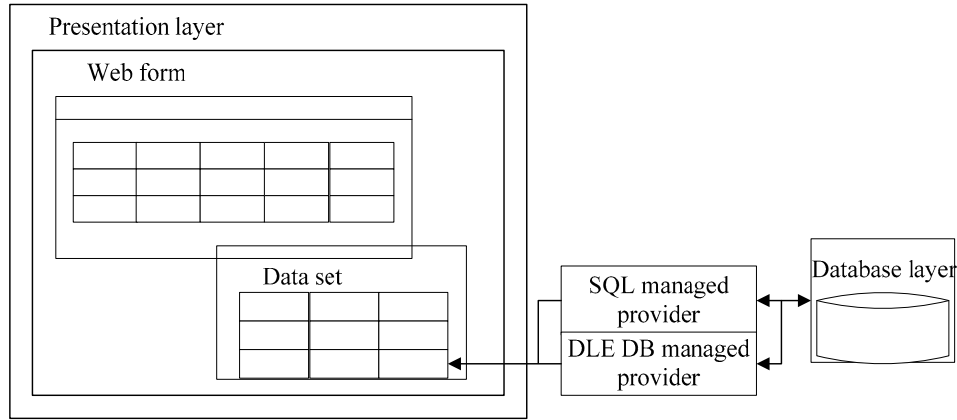 Presentation layer
Web form
Data set
SQL managed
provider
DLE DB managed
provider
Database layer